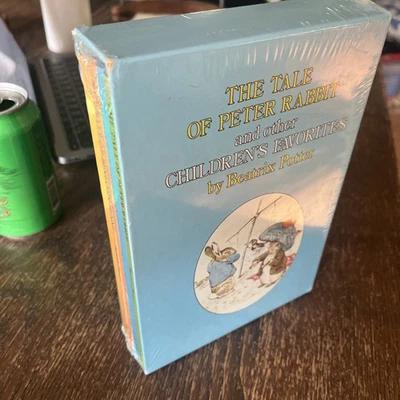 THE TALE
OF PETER RABBIT
and other
CHILDREN'S FAVORITES
by Beatrix Potter